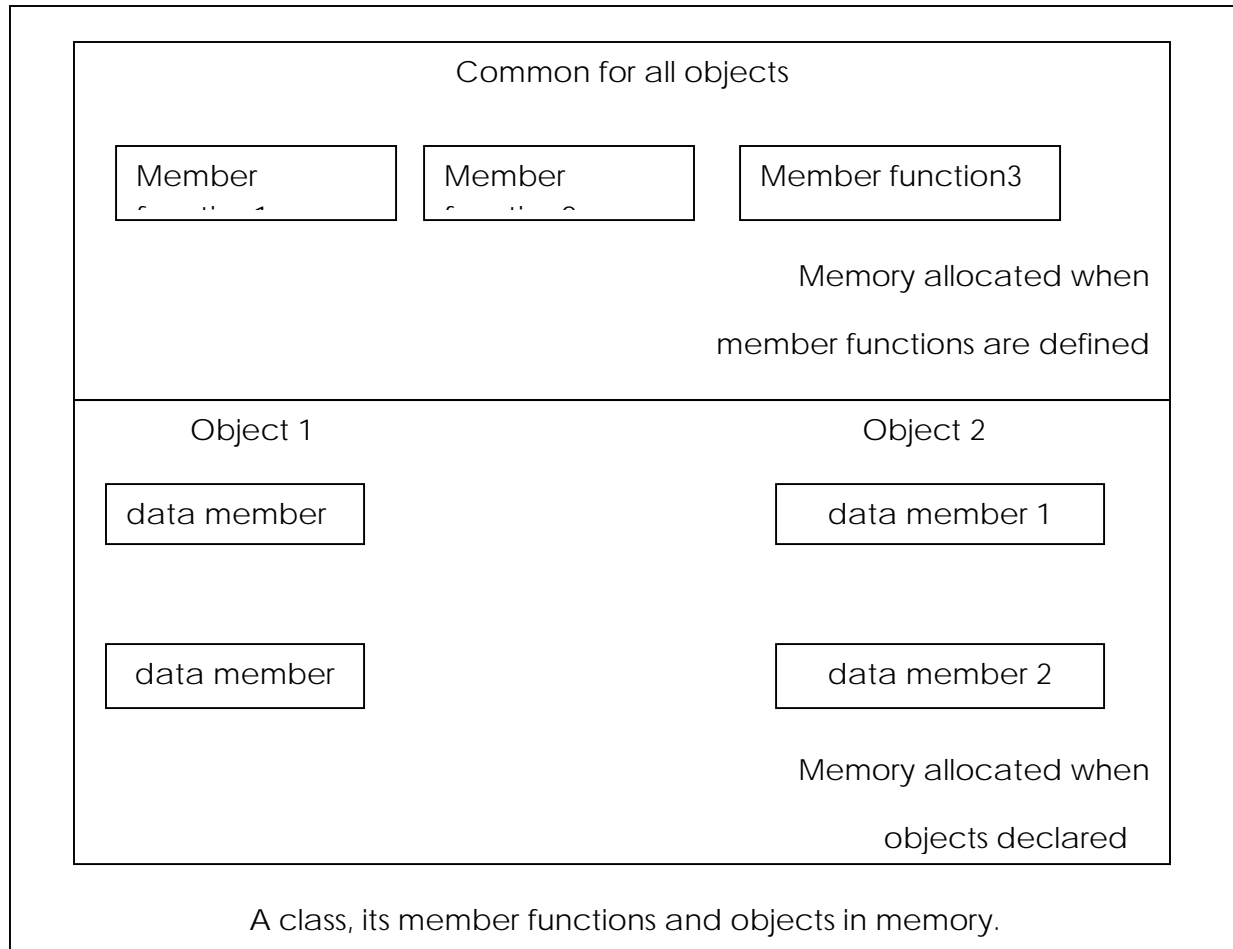 Common for all objects
Member
Member
Member function3
Memory allocated when
member functions are defined
Object 1
Object 2
data member
data member 1
data member
data member 2
Memory allocated when
objects declared
A class, its member functions and objects in memory.